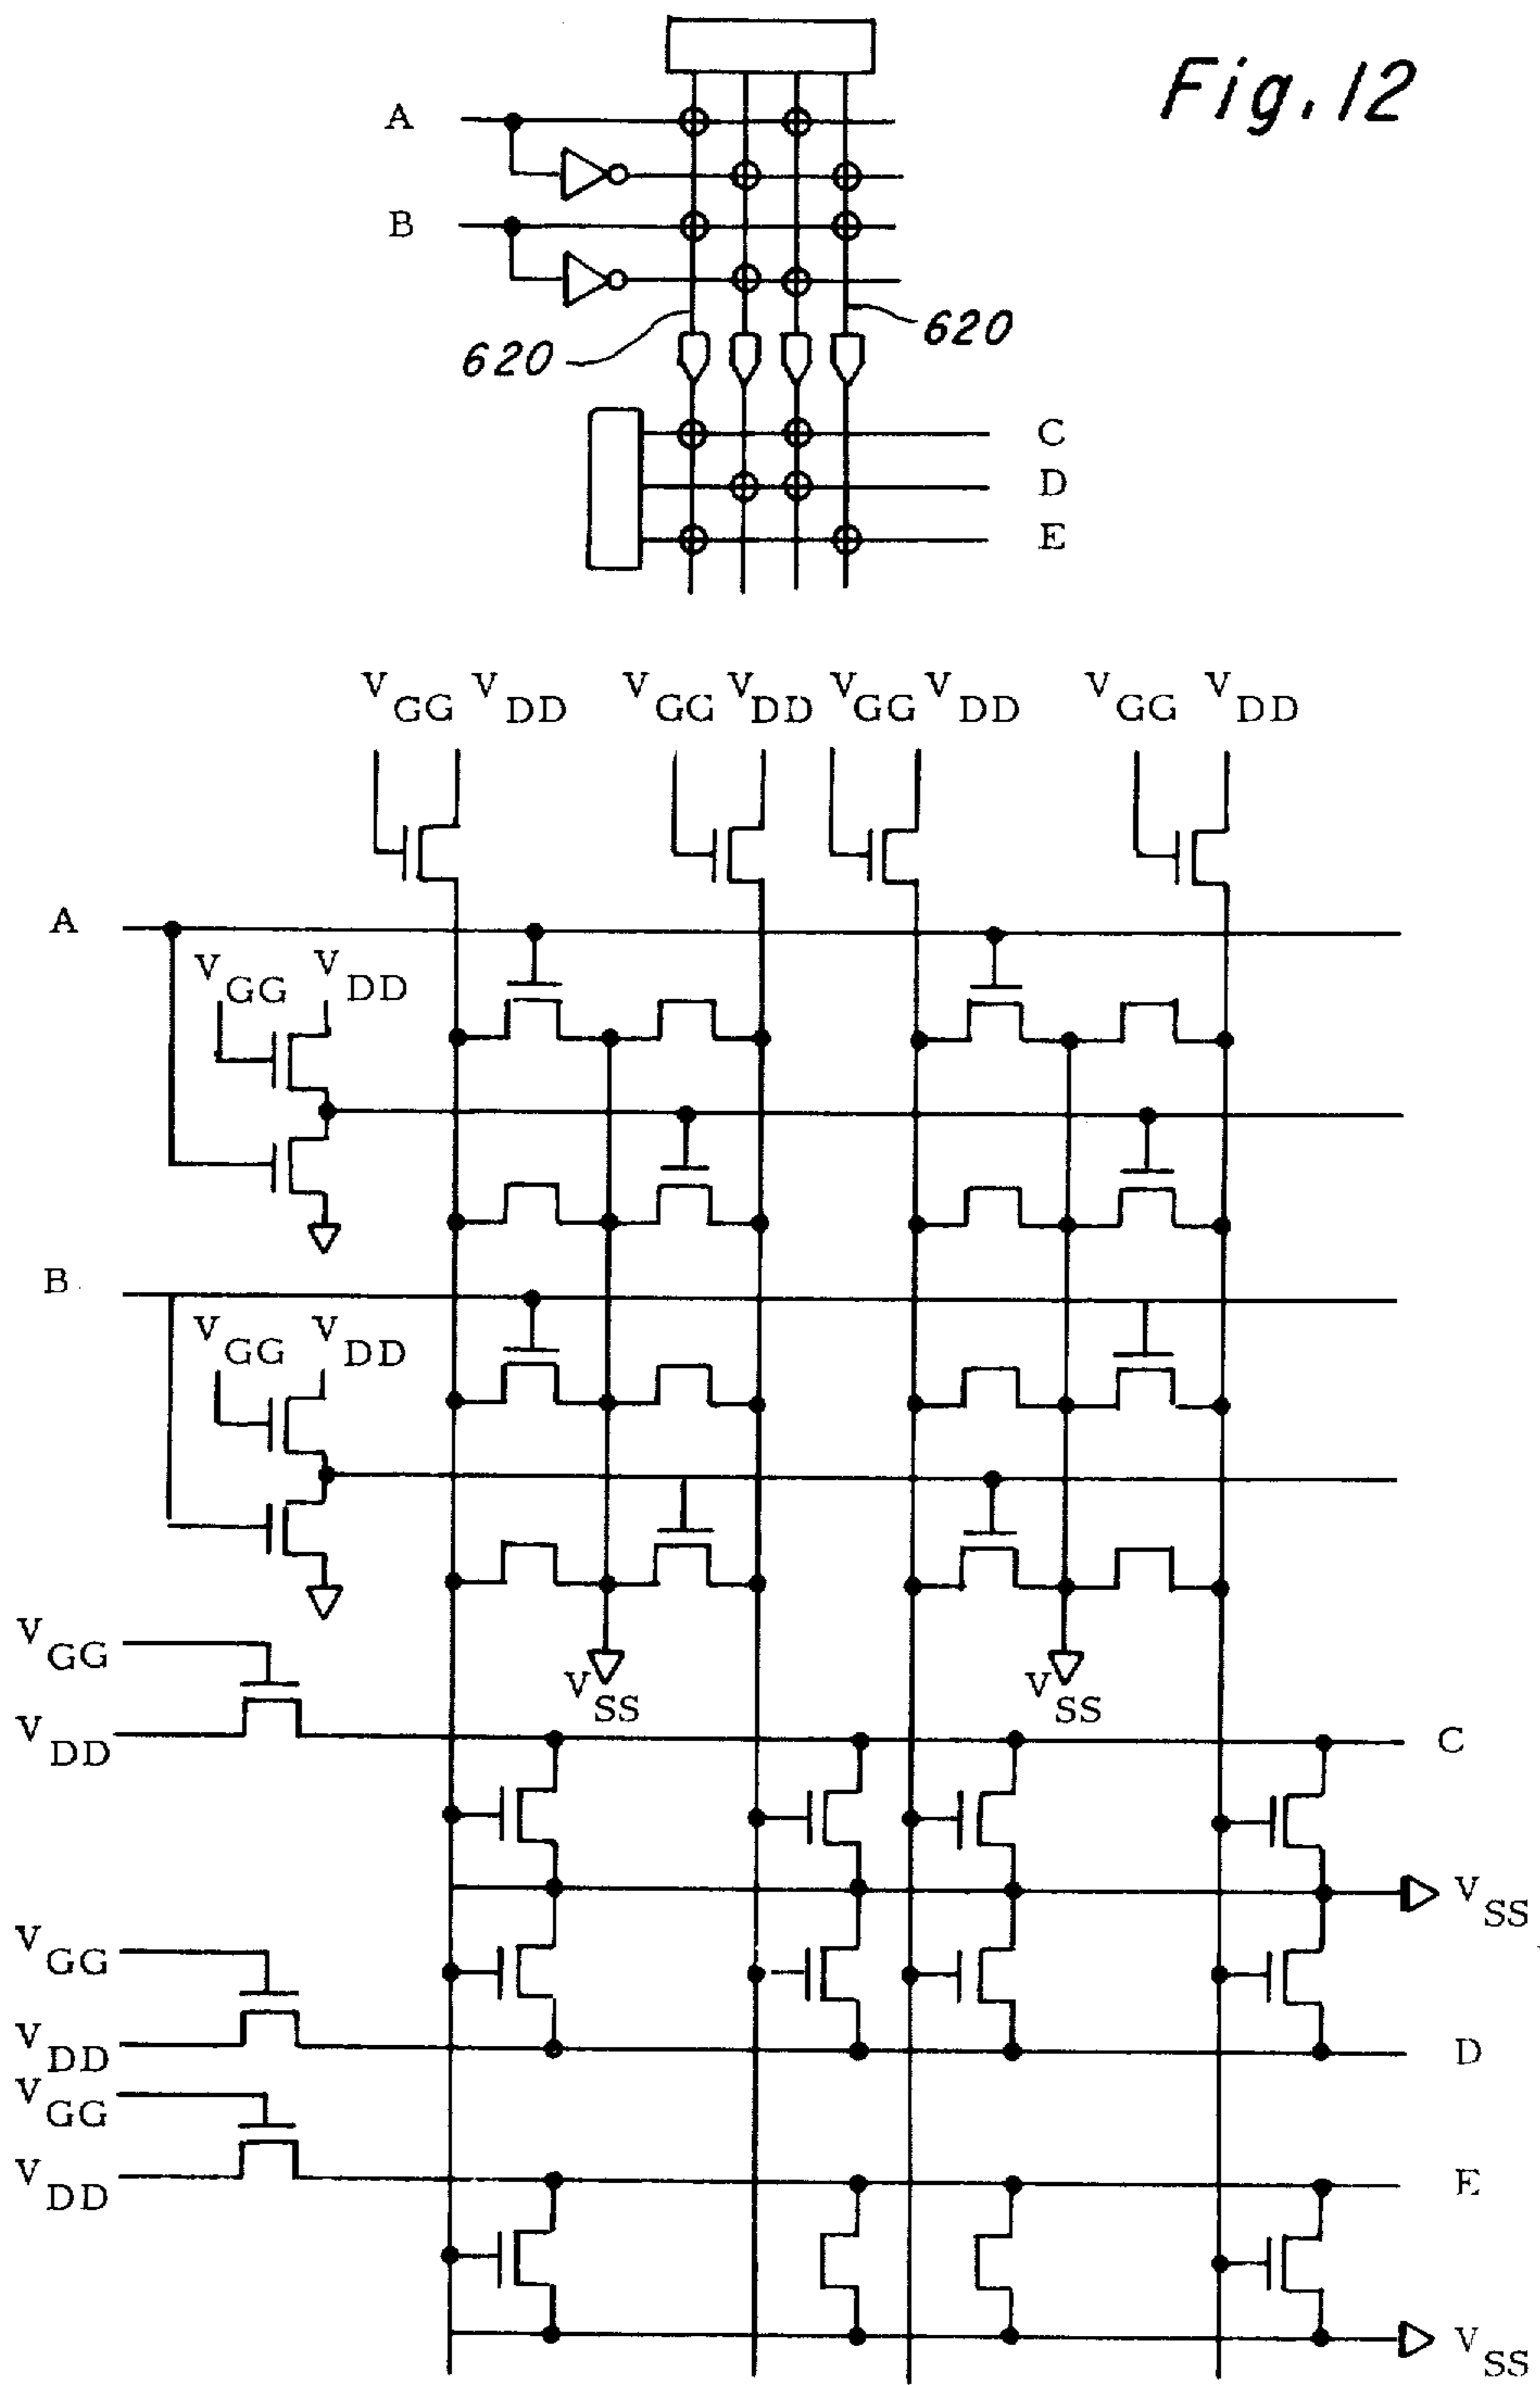 Fig. 12
A
B
620
620
C
D
E
VGG VDD VGG VDD VGG VDD VGG VDD
A
VGG VDD
B
VGG VDD
VGG
VSS
VSS
VDD
C
VSS
VGG
VDD
D
VGG
VDD
E
VSS